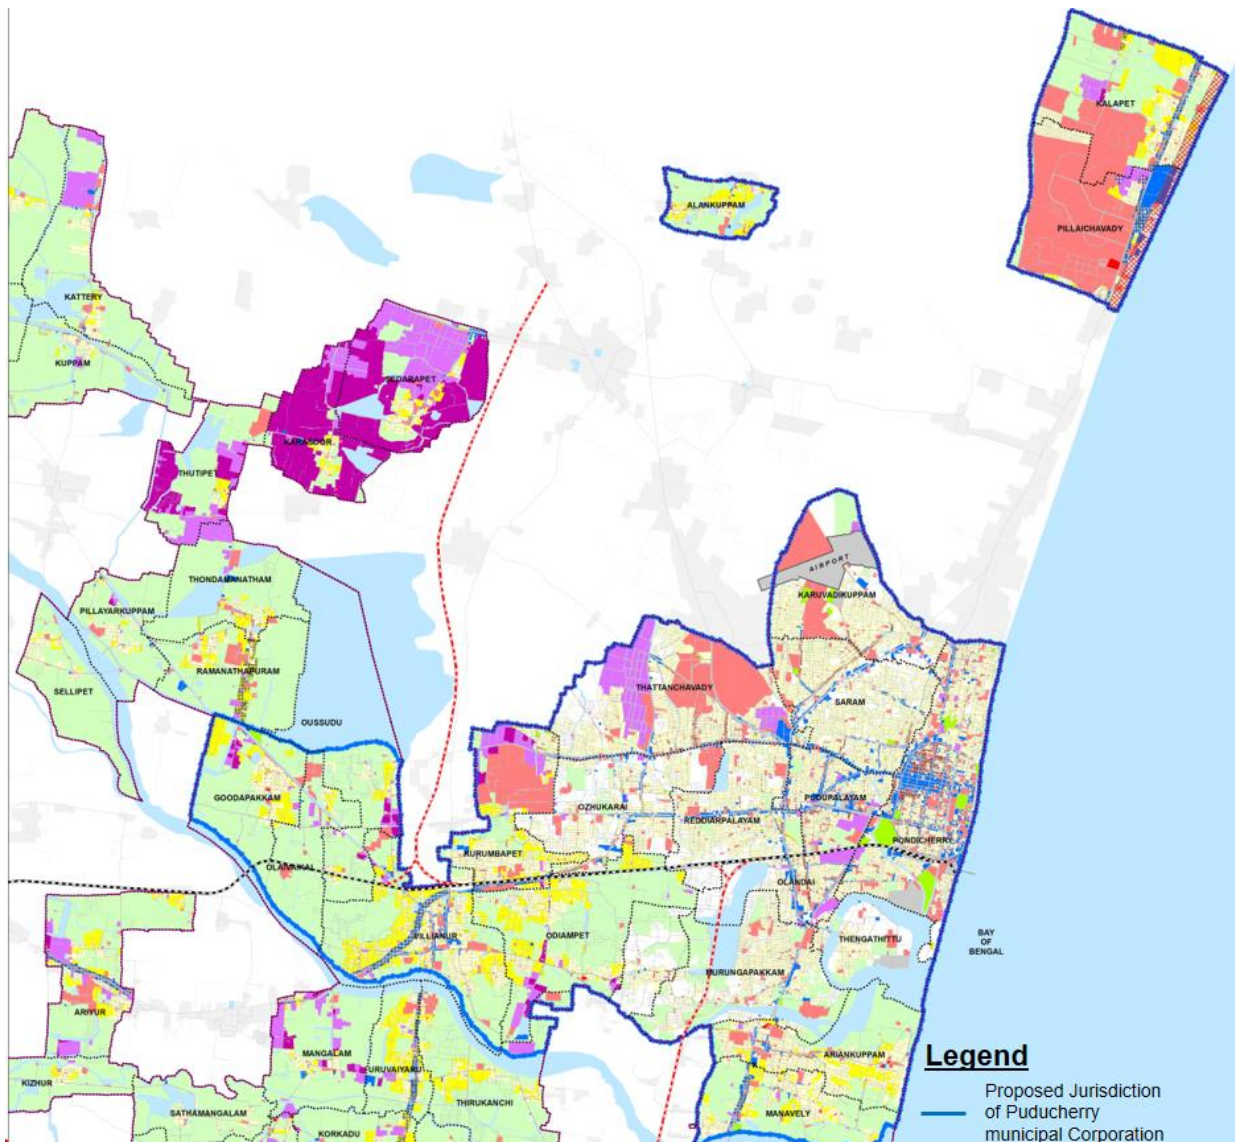 KALAPET
ALANKUPPAM
PILLAICHAVADY
KATTERY
KUPPAM
SEDARAPET
KARASOOR
THUTIPET
AIRPORT
THONDAMANATHAM
KARUVADIKUPPAM
PILLAYARKUPPAM
RAMANATHAPURAM
SELLIPET
THATTANCHAVADY
SARAM
OUSSUDU
GOODAPAKKAM
OZHUKARAI
PUDUPALAYAM
REDDIARPALAYAM
PONDICHERRY
KURUMBAPET
OLAVAIKAL
OLANDAI
VILLIANUR
ODIAMPET
THENGATHITTU
BAY
OF
BENGAL
MURUNGAPAKKAM
ARIYUR
MANGALAM
ARIANKUPPAM
URUVAIYARU
KIZHUR
THIRUKANCHI
SATHAMANGALAM
MANAVELY
KORKADU
Legend
Proposed Jurisdiction
of Puducherry
municipal Corporation